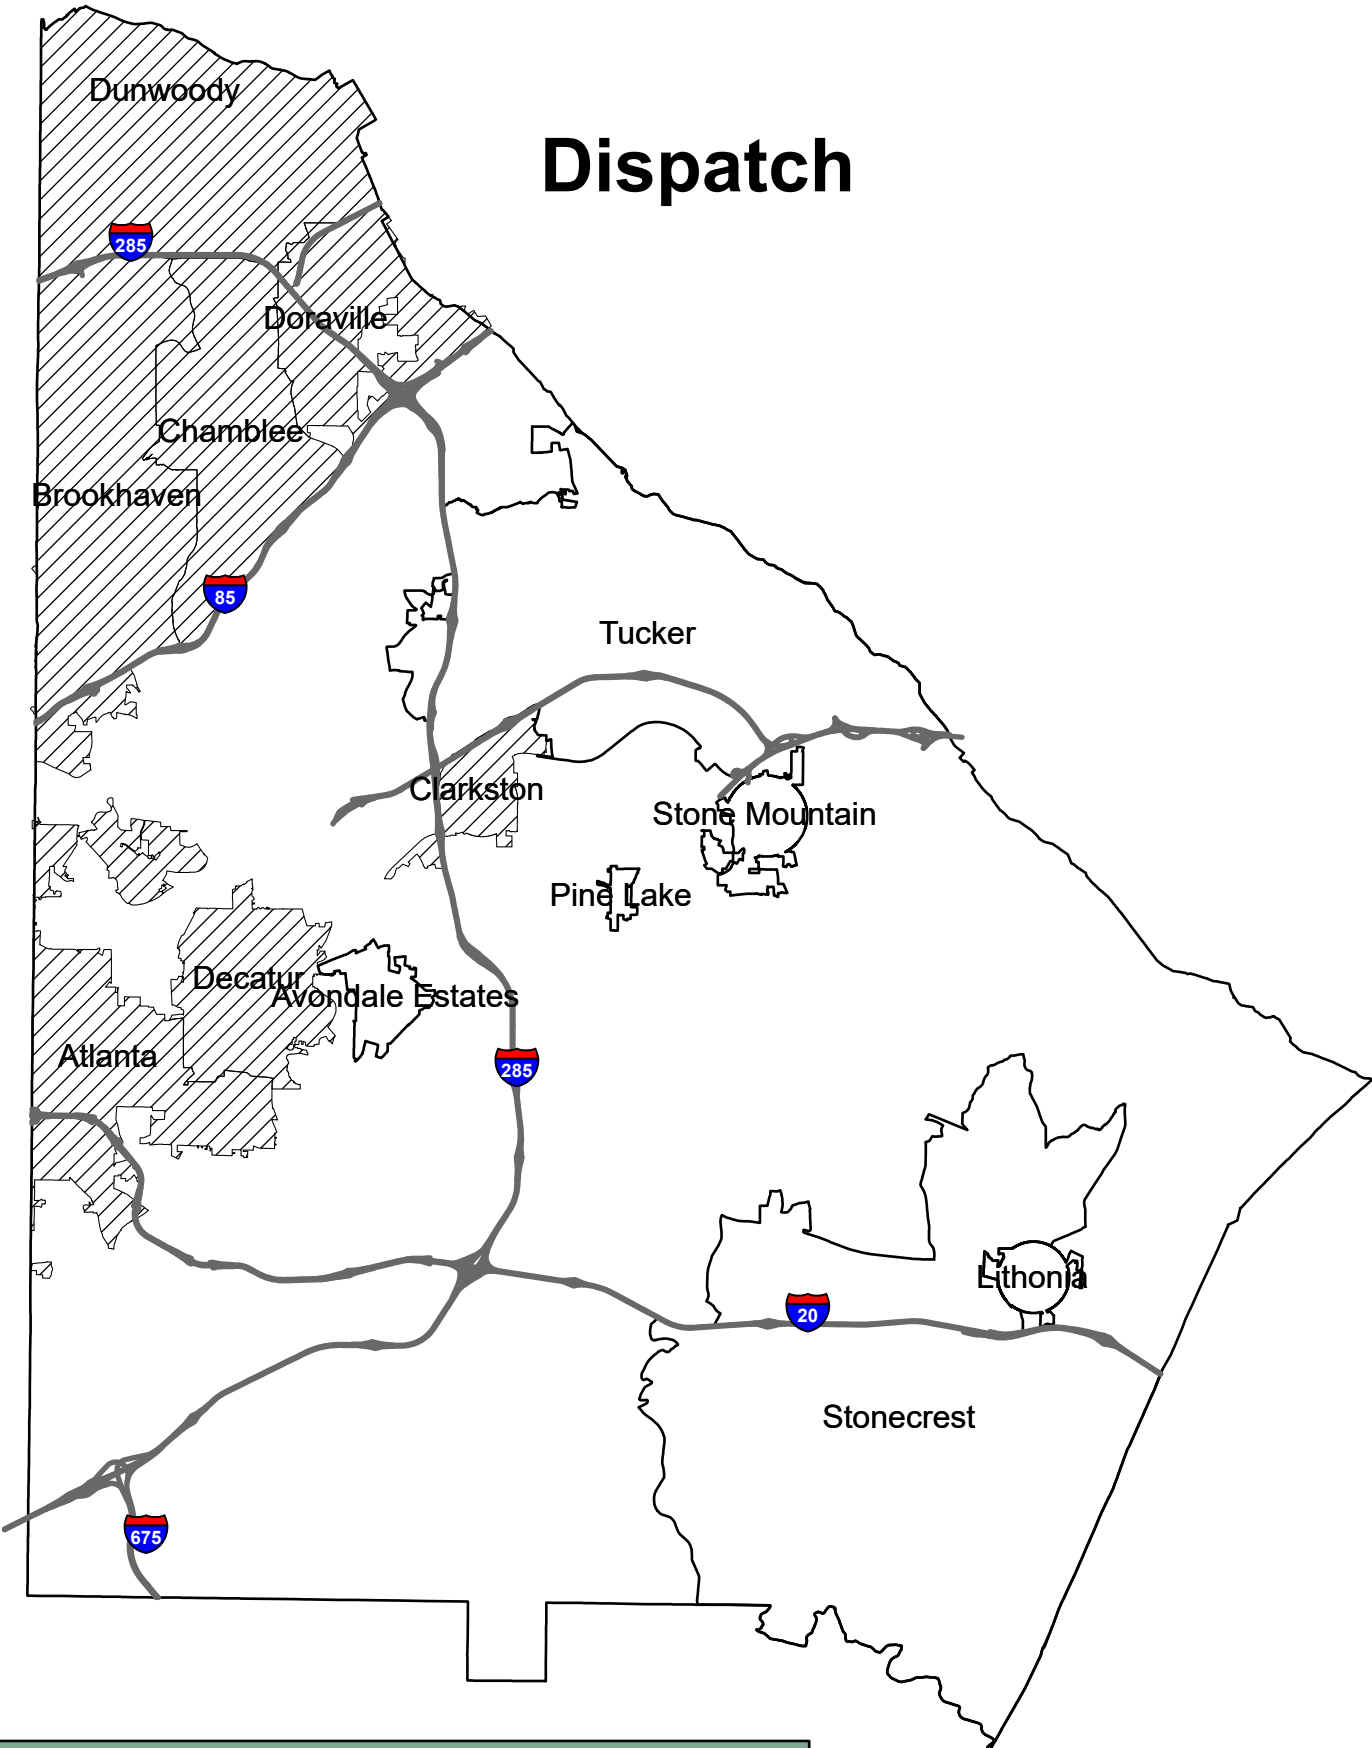 Dunwoody
Dispatch
285
Doraville
Chamblee
Brookhaven
85
Tucker
Clarkston
Stone Mountain
Pine Lake
Decatur
Avondale Estates
Atlanta
285
Lithonia
20
Stonecrest
675